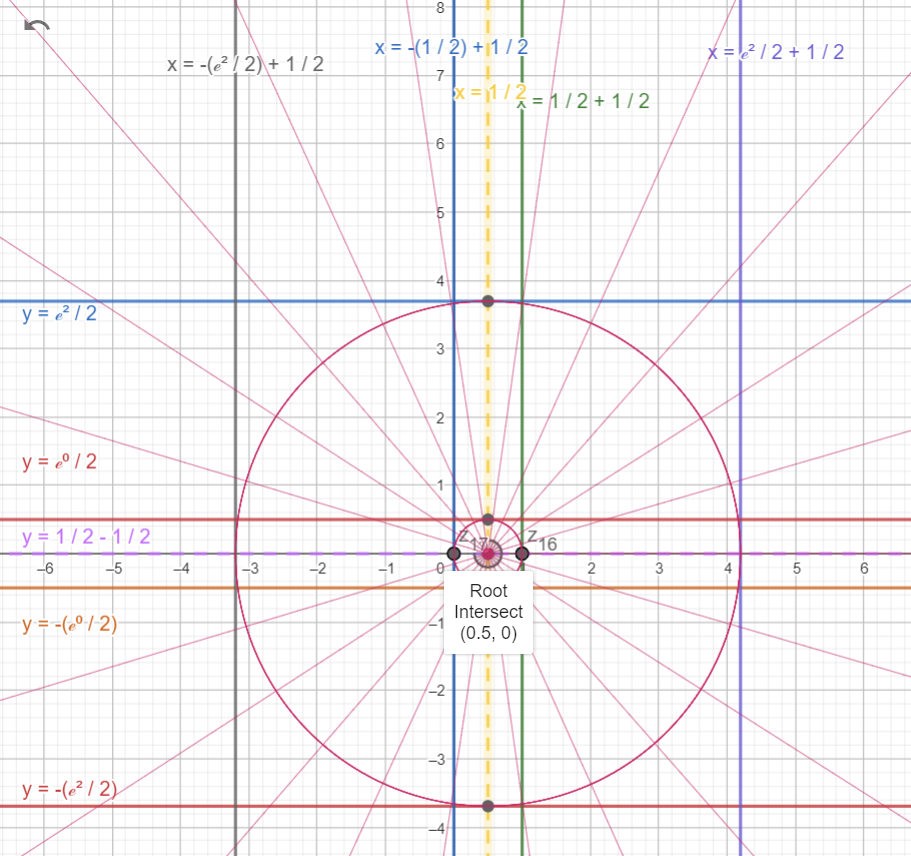 8
x = -(1 / 2) + 1 / 2
x = ℯ² / 2 + 1 / 2
x = -(ℯ² / 2) + 1 / 2
7
x = 1 / 2
x = 1 / 2 + 1 / 2
6
5
4
y = ℯ² / 2
3
2
y = ℯ⁰ / 2
1
y = 1 / 2 - 1 / 2
z₁₇
z₁₆
–6 –5 –4 –3 –2 –1 0 2 3 4 5 6
Root
Intersect
(0.5, 0)
y = -(ℯ⁰ / 2)
–1
–2
–3
y = -(ℯ² / 2)
–4